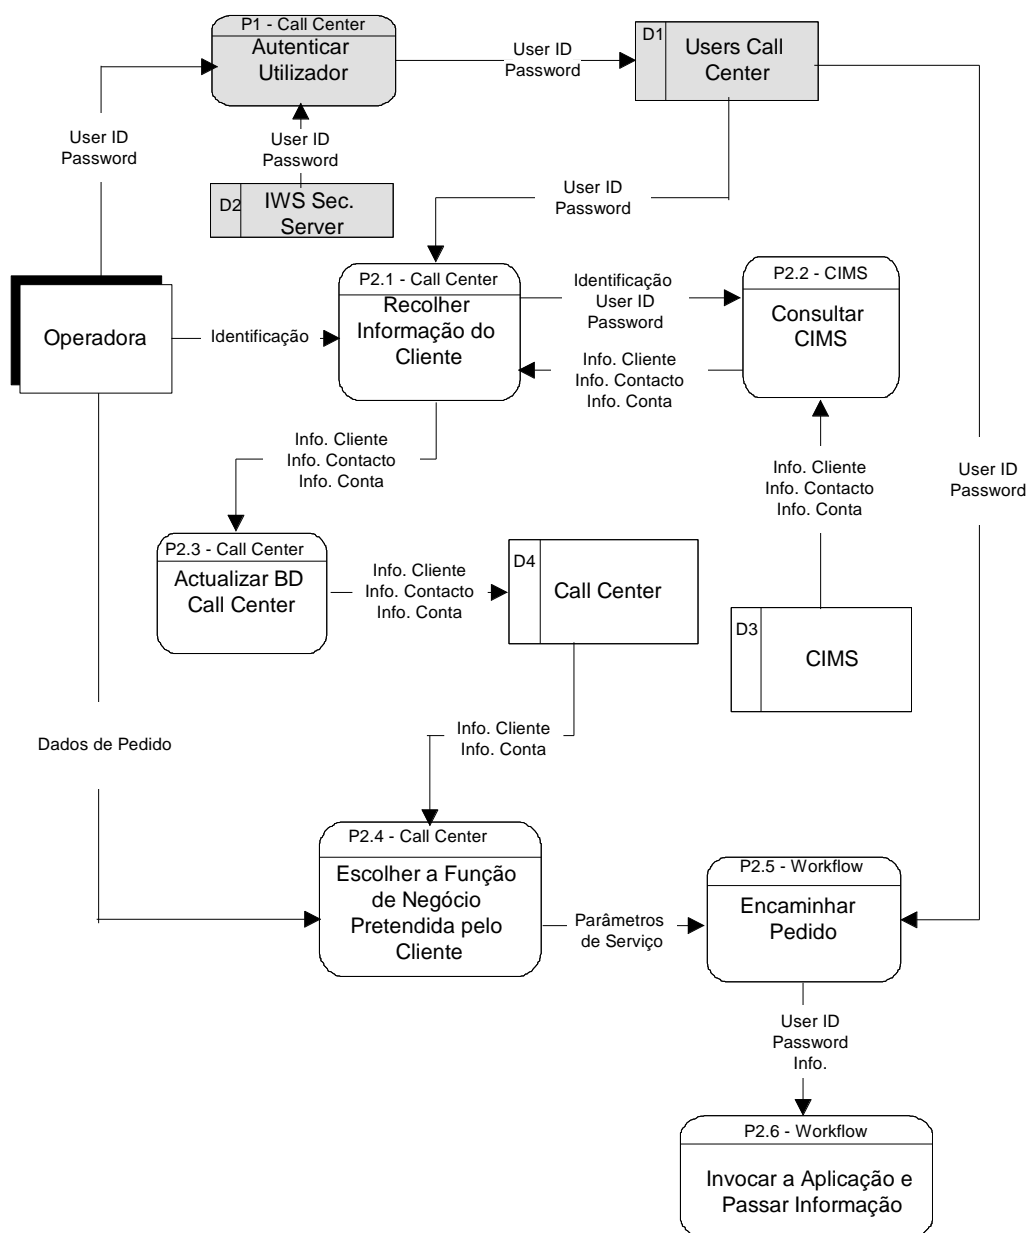 P1 - Call Center
Autenticar
Utilizador
User ID
Password
D1
Users Call
Center
User ID
Password
User ID
Password
D2
IWS Sec.
Server
User ID
Password
Operadora
Identificação
P2.1 - Call Center
Recolher
Informação do
Cliente
Identificação
User ID
Password
Info. Cliente
Info. Contacto
Info. Conta
P2.2 - CIMS
Consultar
CIMS
Info. Cliente
Info. Contacto
Info. Conta
Info. Cliente
Info. Contacto
Info. Conta
User ID
Password
P2.3 - Call Center
Actualizar BD
Call Center
Info. Cliente
Info. Contacto
Info. Conta
D4
Call Center
D3
CIMS
Dados de Pedido
Info. Cliente
Info. Conta
P2.4 - Call Center
Escolher a Função
de Negócio
Pretendida pelo
Cliente
Parâmetros
de Serviço
P2.5 - Workflow
Encaminhar
Pedido
User ID
Password
Info.
P2.6 - Workflow
Invocar a Aplicação e
Passar Informação